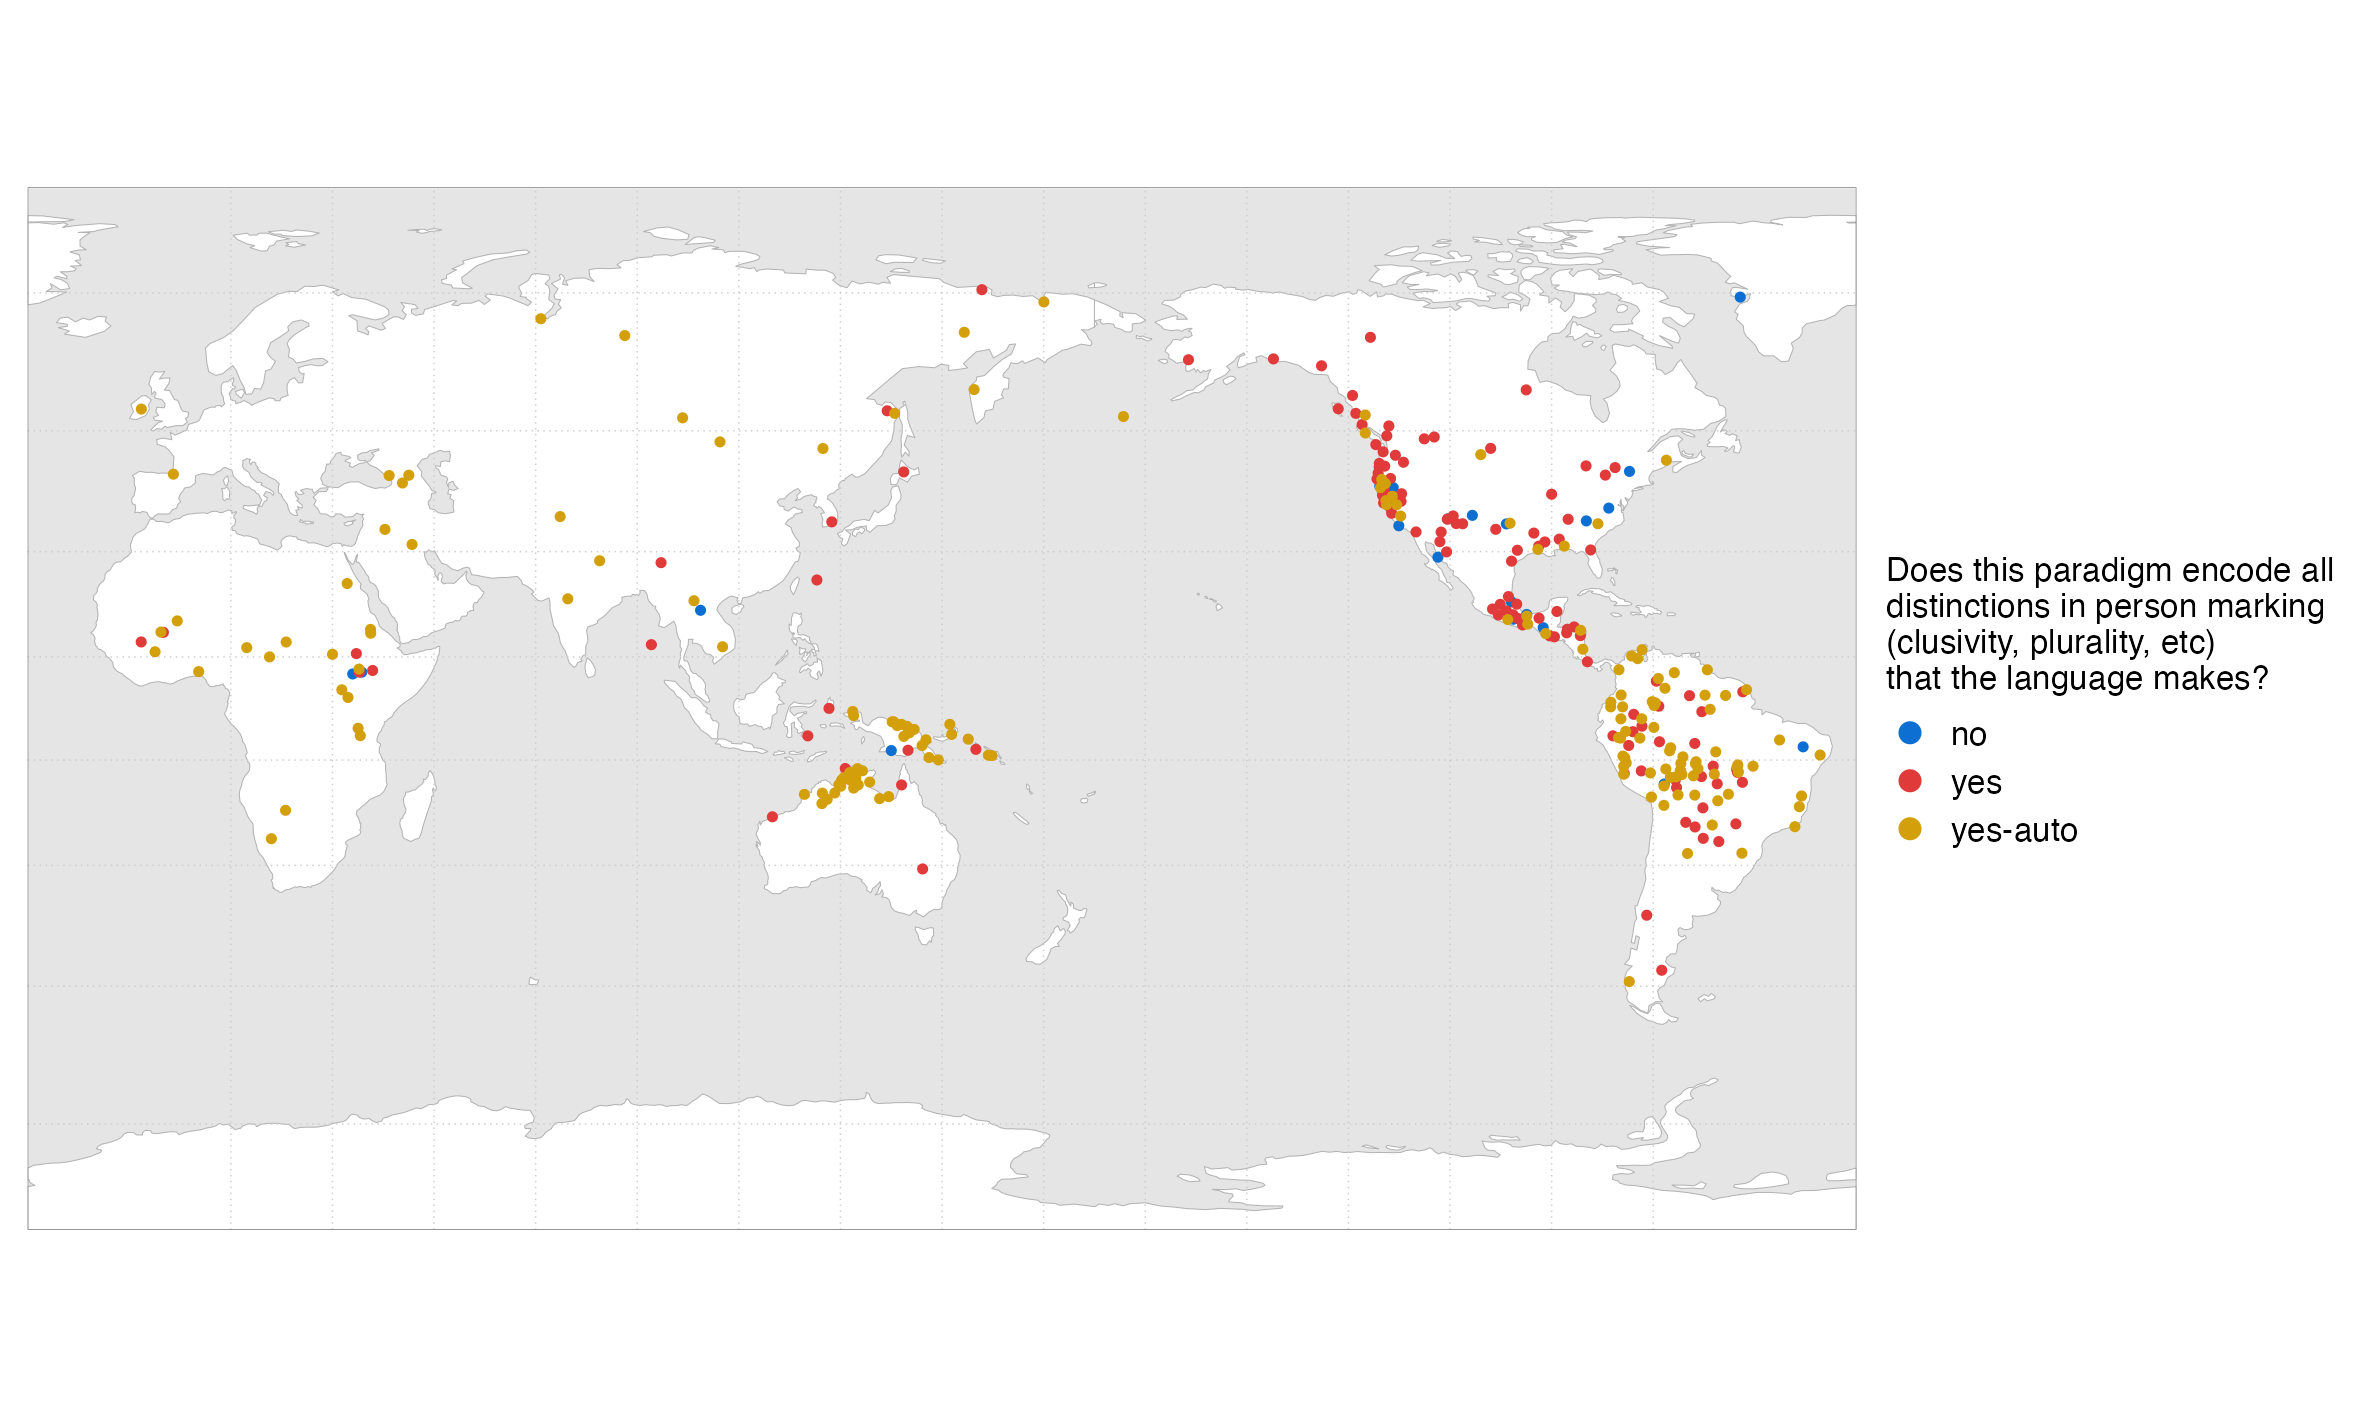 Does this paradigm encode all
distinctions in person marking
(clusivity, plurality, etc)
that the language makes?
no
yes
yes-auto